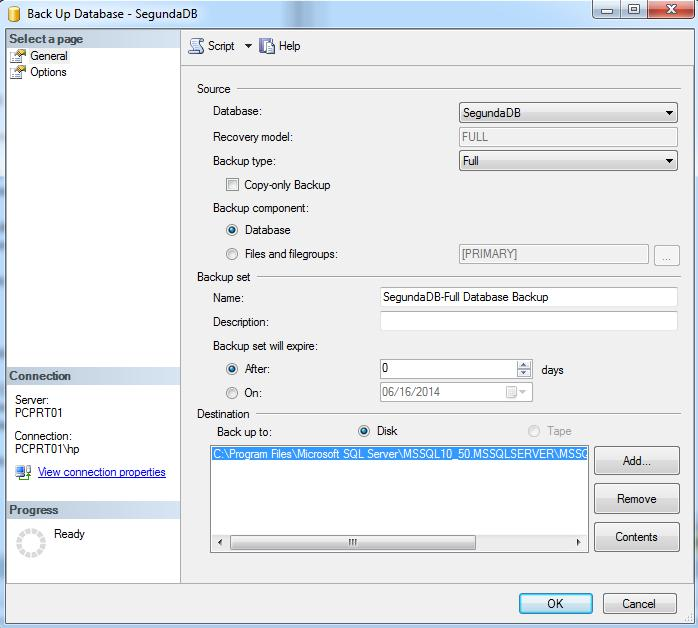 Back Up Database - SegundaDB
Select a page
General
Options
Script
Help
Source
Database:
SegundaDB
Recovery model:
FULL
Backup type:
Full
Copy-only Backup
Backup component:
Database
Files and filegroups:
[PRIMARY]
...
Backup set
Name:
SegundaDB-Full Database Backup
Description:
Backup set will expire:
After:
0
days
On:
06/16/2014
Destination
Back up to:
Disk
Tape
C:\Program Files\Microsoft SQL Server\MSSQL10_50.MSSQLSERVER\MSSQ
Add...
Remove
Contents
Connection
Server:
PCPRT01
Connection:
PCPRT01\hp
View connection properties
Progress
Ready
OK
Cancel